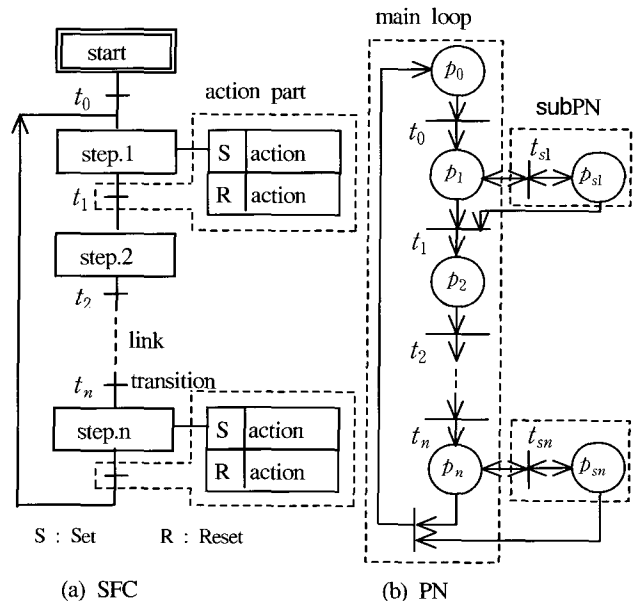 start
t0
action part
step.1
S action
R action
t1
step.2
t2
link
tn
transition
step.n
S action
R action
S : Set R : Reset
(a) SFC
main loop
p0
t0
subPN
p1
ts1
ps1
t1
p2
t2
tn
pn
tsn
psn
(b) PN